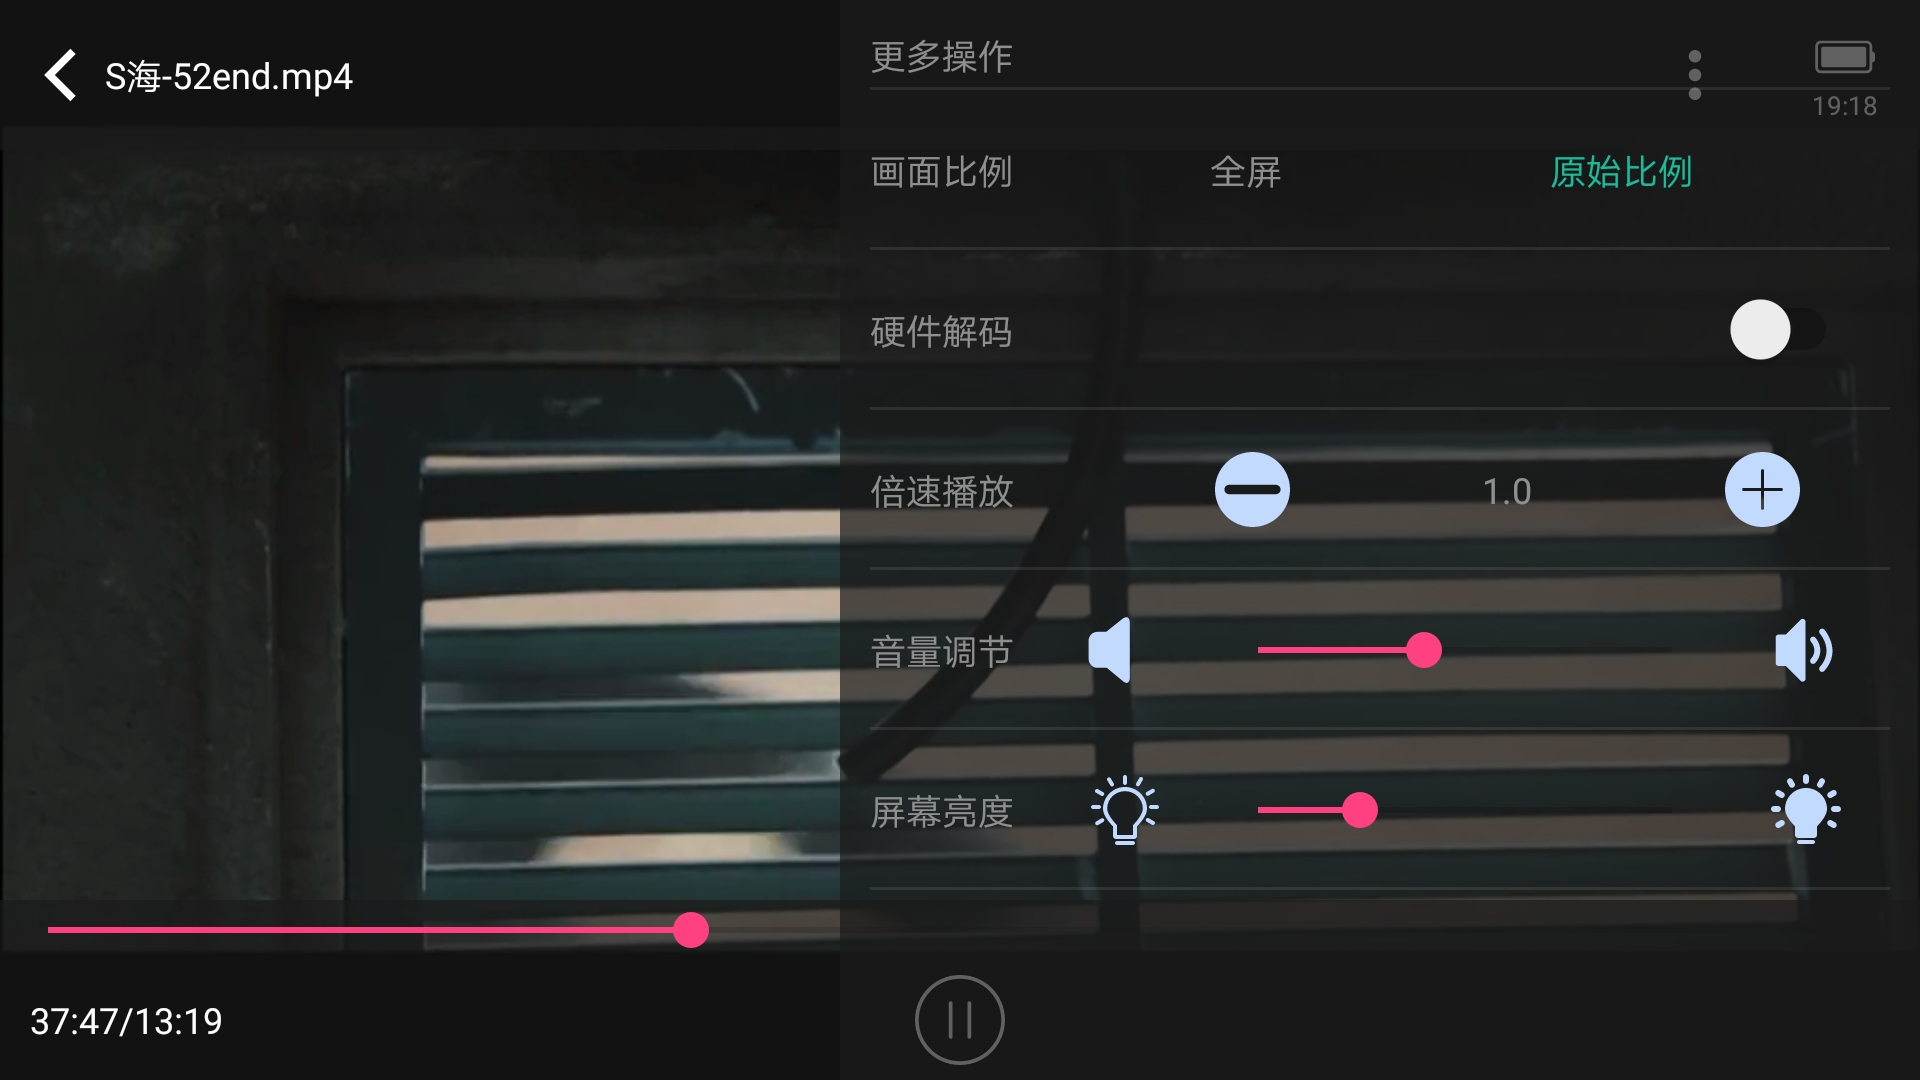 S海-52end.mp4
更多操作
19:18
画面比例 全屏 原始比例
硬件解码
倍速播放 1.0
音量调节
屏幕亮度
37:47/13:19